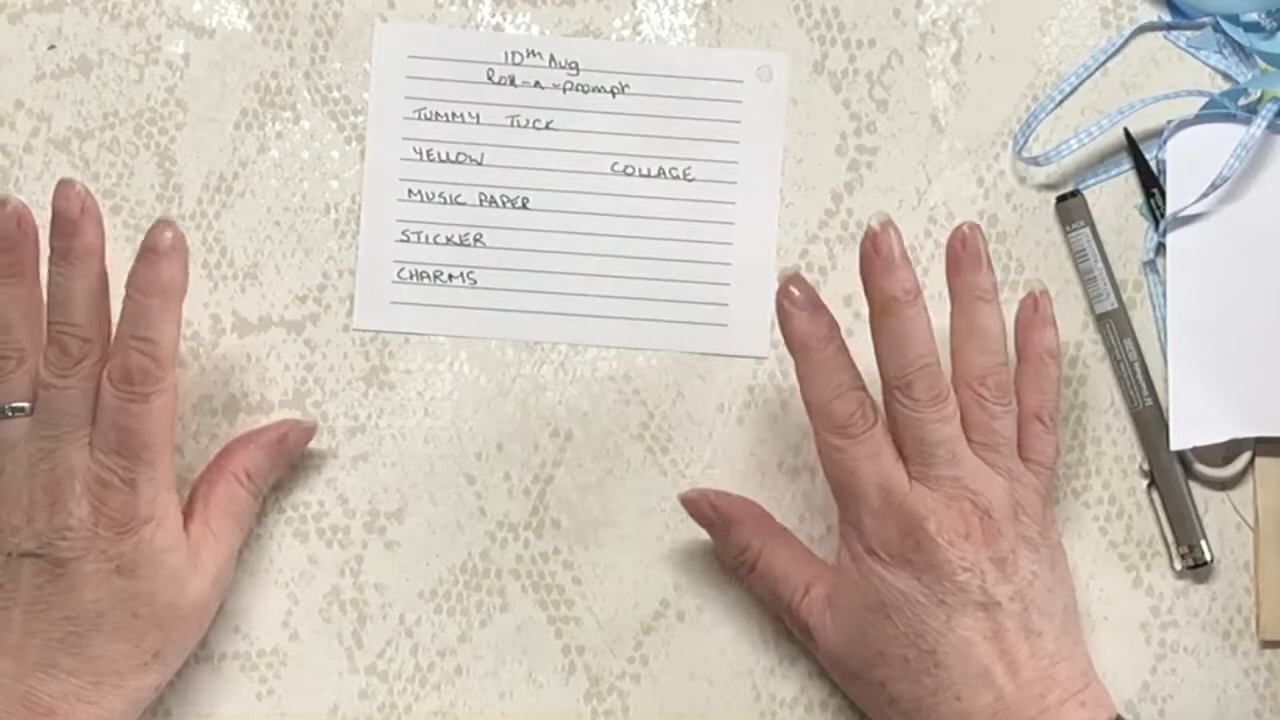 10th Aug
Roll-a-prompt
TUMMY TUCK
YELLOW COLLAGE
MUSIC PAPER
STICKER
CHARMS